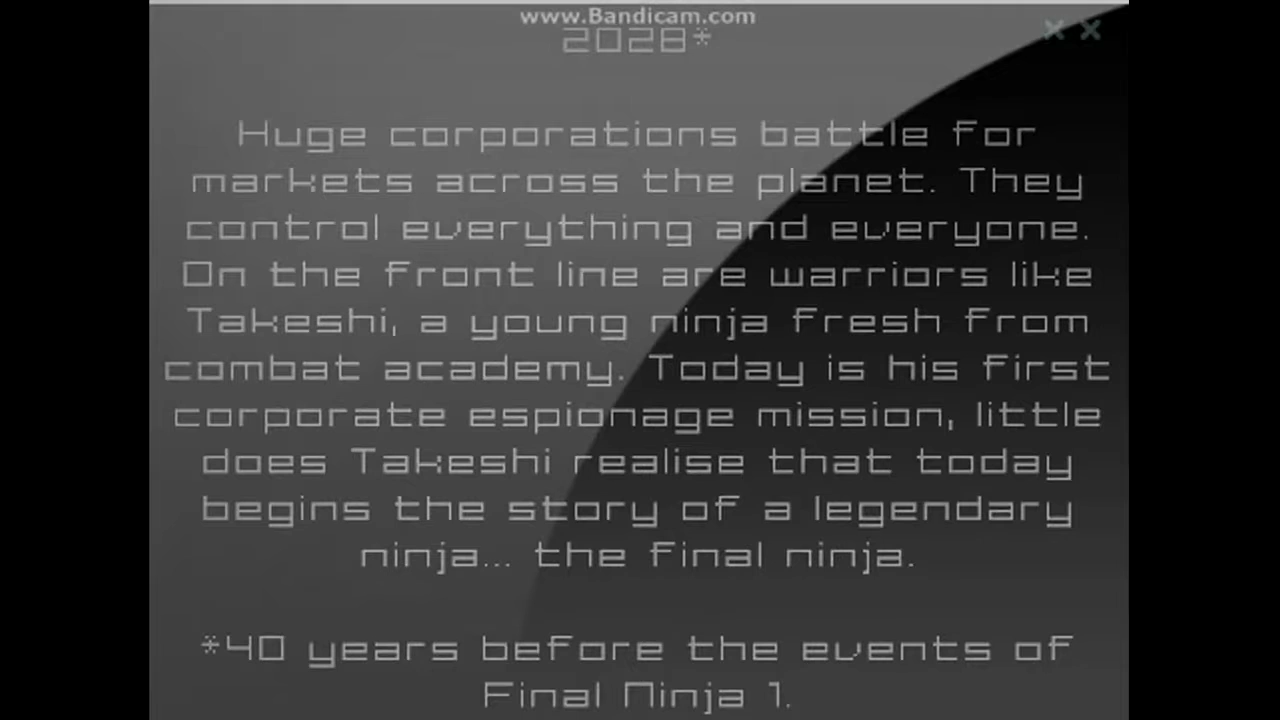 www.Bandicam.com
2028*
Huge corporations battle for
markets across the planet. They
control everything and everyone.
On the front line are warriors like
Takeshi, a young ninja fresh from
combat academy. Today is his first
corporate espionage mission, little
does Takeshi realise that today
begins the story of a legendary
ninja... the final ninja.
*40 years before the events of
Final Ninja 1.